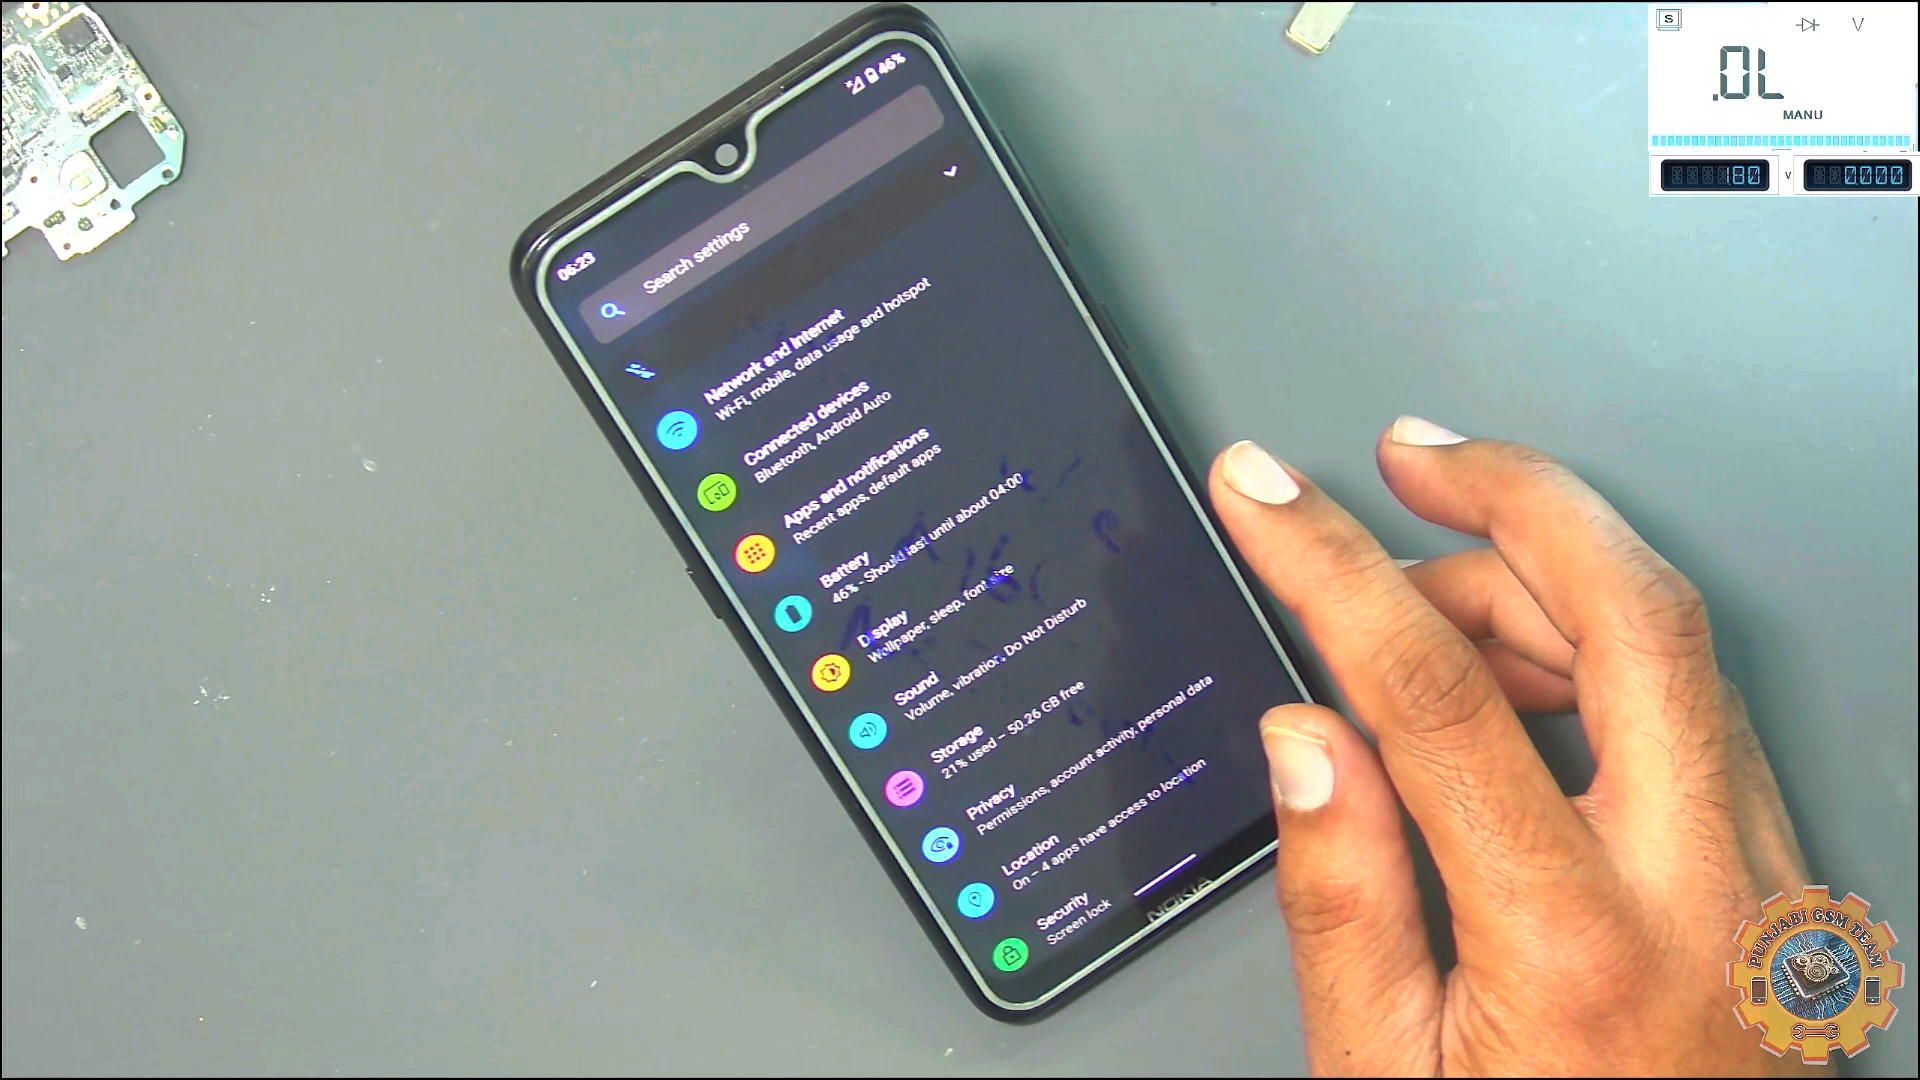 S
V
.0L
MANU
180
V
0.000
46%
06:23
Search settings
Network and Internet
Wi-Fi, mobile, data usage and hotspot
Connected devices
Bluetooth, Android Auto
Apps and notifications
Recent apps, default apps
Battery
46% - Should last until about 04:00
Display
Wallpaper, sleep, font size
Sound
Volume, vibration, Do Not Disturb
Storage
21% used – 50.26 GB free
Privacy
Permissions, account activity, personal data
Location
On – 4 apps have access to location
Security
Screen lock
NOKIA
PUNJABI GSM TEAM